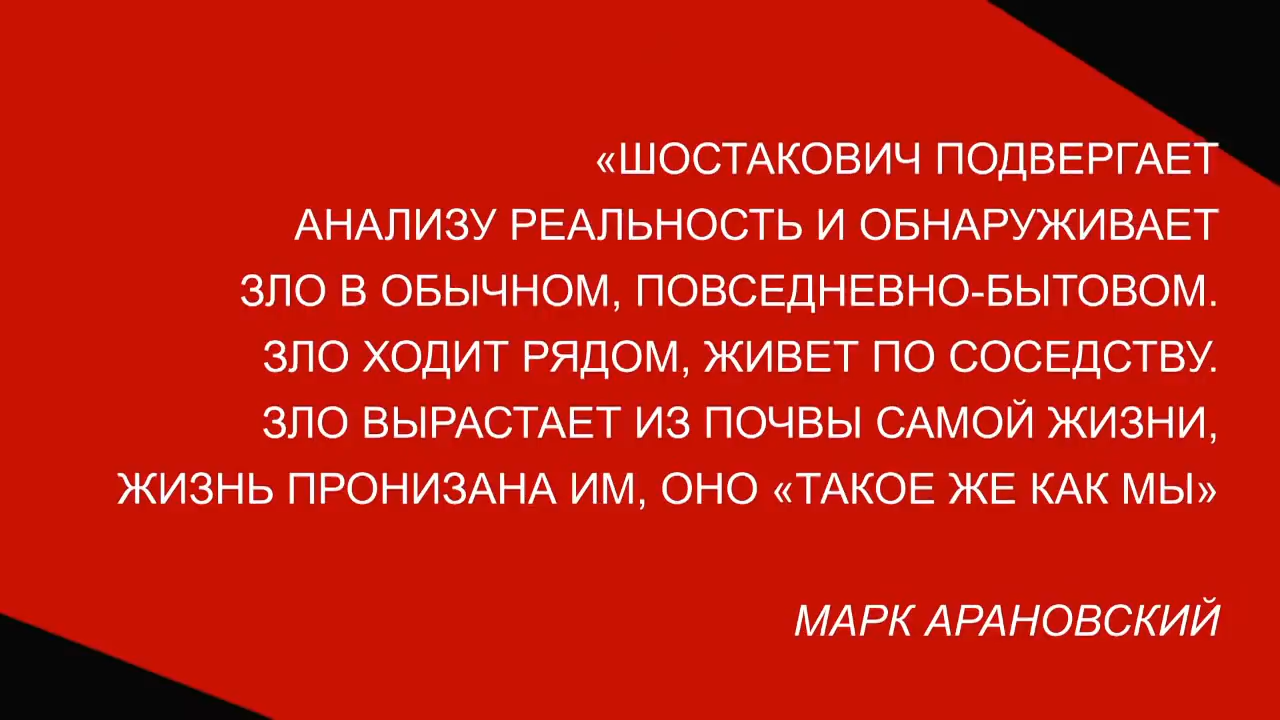 «ШОСТАКОВИЧ ПОДВЕРГАЕТ
АНАЛИЗУ РЕАЛЬНОСТЬ И ОБНАРУЖИВАЕТ
ЗЛО В ОБЫЧНОМ, ПОВСЕДНЕВНО-БЫТОВОМ.
ЗЛО ХОДИТ РЯДОМ, ЖИВЕТ ПО СОСЕДСТВУ.
ЗЛО ВЫРАСТАЕТ ИЗ ПОЧВЫ САМОЙ ЖИЗНИ,
ЖИЗНЬ ПРОНИЗАНА ИМ, ОНО «ТАКОЕ ЖЕ КАК МЫ»
МАРК АРАНОВСКИЙ